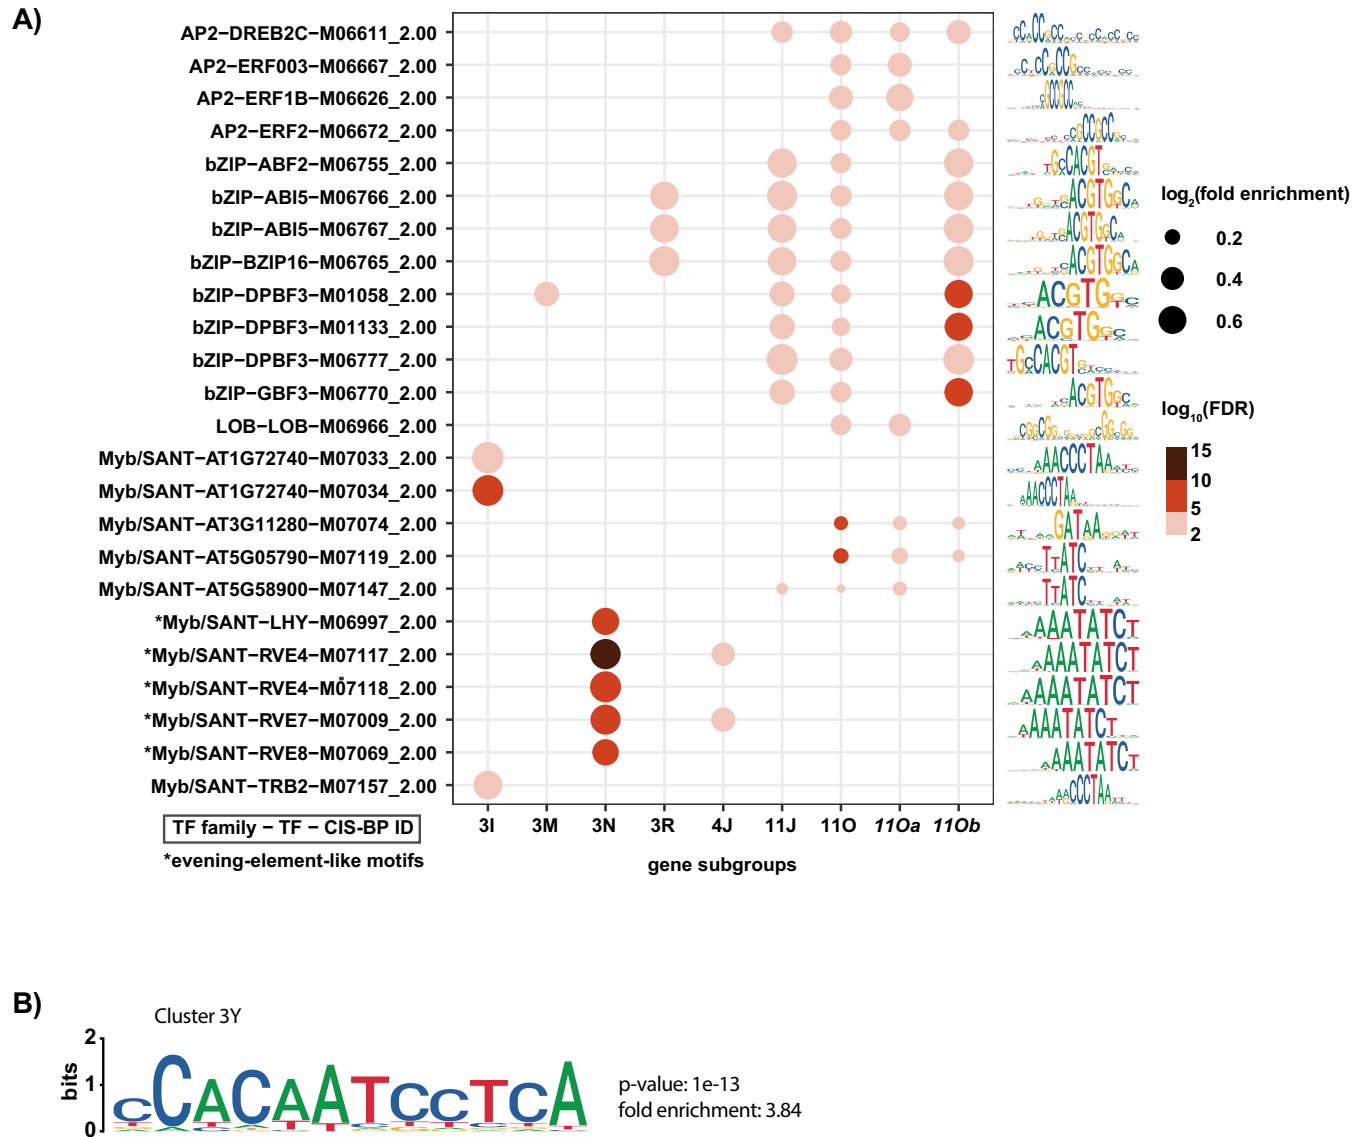 A)
AP2−DREB2C−M06611_2.00
AP2−ERF003−M06667_2.00
AP2−ERF1B−M06626_2.00
AP2−ERF2−M06672_2.00
bZIP−ABF2−M06755_2.00
bZIP−ABI5−M06766_2.00
bZIP−ABI5−M06767_2.00
bZIP−BZIP16−M06765_2.00
bZIP−DPBF3−M01058_2.00
bZIP−DPBF3−M01133_2.00
bZIP−DPBF3−M06777_2.00
bZIP−GBF3−M06770_2.00
LOB−LOB−M06966_2.00
Myb/SANT−AT1G72740−M07033_2.00
Myb/SANT−AT1G72740−M07034_2.00
Myb/SANT−AT3G11280−M07074_2.00
Myb/SANT−AT5G05790−M07119_2.00
Myb/SANT−AT5G58900−M07147_2.00
*Myb/SANT−LHY−M06997_2.00
*Myb/SANT−RVE4−M07117_2.00
*Myb/SANT−RVE4−M07118_2.00
*Myb/SANT−RVE7−M07009_2.00
*Myb/SANT−RVE8−M07069_2.00
Myb/SANT−TRB2−M07157_2.00
TF family − TF − CIS-BP ID
*evening-element-like motifs
3I 3M 3N 3R 4J 11J 11O 11Oa 11Ob
gene subgroups
log2(fold enrichment)
0.2
0.4
0.6
log10(FDR)
15
10
5
2
B)
Cluster 3Y
bits
2
1
0
CCACAATCCTCA
p-value: 1e-13
fold enrichment: 3.84